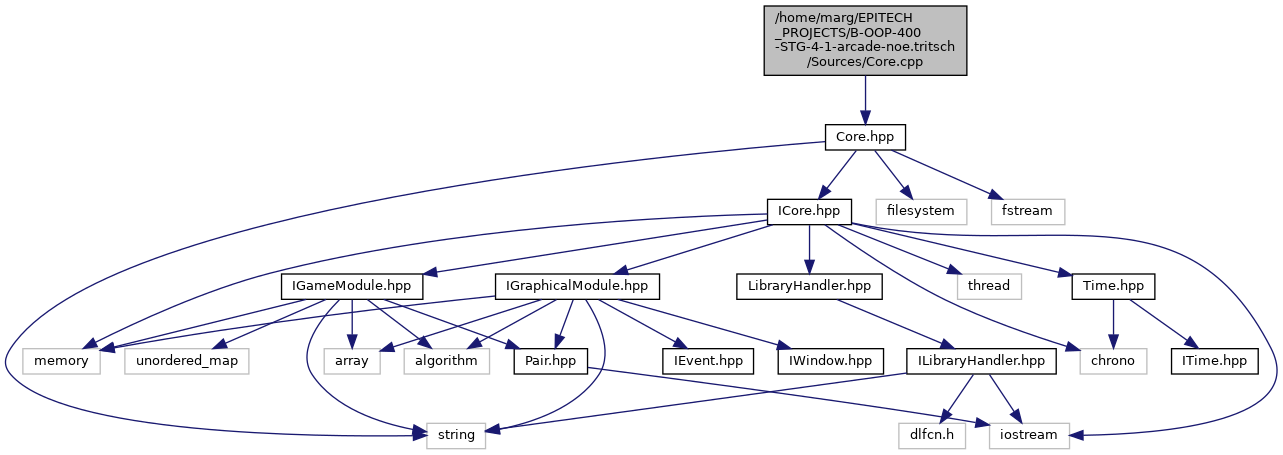 /home/marg/EPITECH
_PROJECTS/B-OOP-400
-STG-4-1-arcade-noe.tritsch
/Sources/Core.cpp
Core.hpp
ICore.hpp
filesystem
fstream
IGameModule.hpp
IGraphicalModule.hpp
LibraryHandler.hpp
thread
Time.hpp
memory
unordered_map
array
algorithm
Pair.hpp
IEvent.hpp
IWindow.hpp
ILibraryHandler.hpp
chrono
ITime.hpp
string
dlfcn.h
iostream